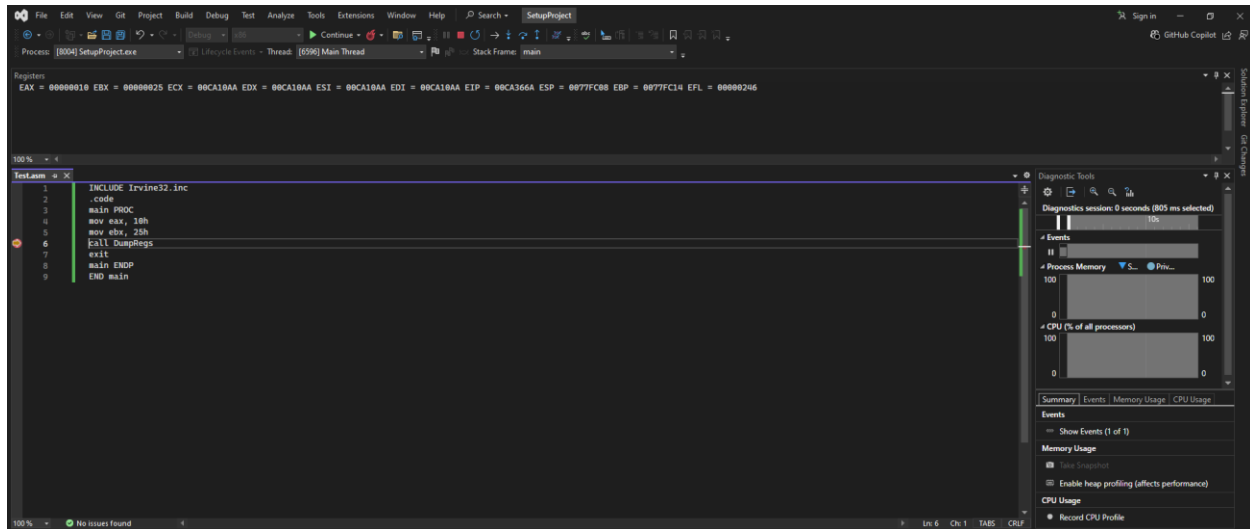 File Edit View Git Project Build Debug Test Analyze Tools Extensions Window Help Search SetupProject Sign in
Debug x86 Continue GitHub Copilot
Process: [8004] SetupProject.exe Lifecycle Events Thread: [6596] Main Thread Stack Frame: main
Registers
EAX = 00000010 EBX = 00000025 ECX = 00CA10AA EDX = 00CA10AA ESI = 00CA10AA EDI = 00CA10AA EIP = 00CA366A ESP = 0077FC08 EBP = 0077FC14 EFL = 00000246
Solution Explorer
Git Changes
100 %
Test.asm
1 INCLUDE Irvine32.inc
2 .code
3 main PROC
4 mov eax, 10h
5 mov ebx, 25h
6 call DumpRegs
7 exit
8 main ENDP
9 END main
100 % No issues found Ln: 6 Ch: 1 TABS CRLF
Diagnostic Tools
Diagnostics session: 0 seconds (805 ms selected)
10s
Events
Process Memory S... Priv...
100 100
0 0
CPU (% of all processors)
100 100
0 0
Summary Events Memory Usage CPU Usage
Events
Show Events (1 of 1)
Memory Usage
Take Snapshot
Enable heap profiling (affects performance)
CPU Usage
Record CPU Profile